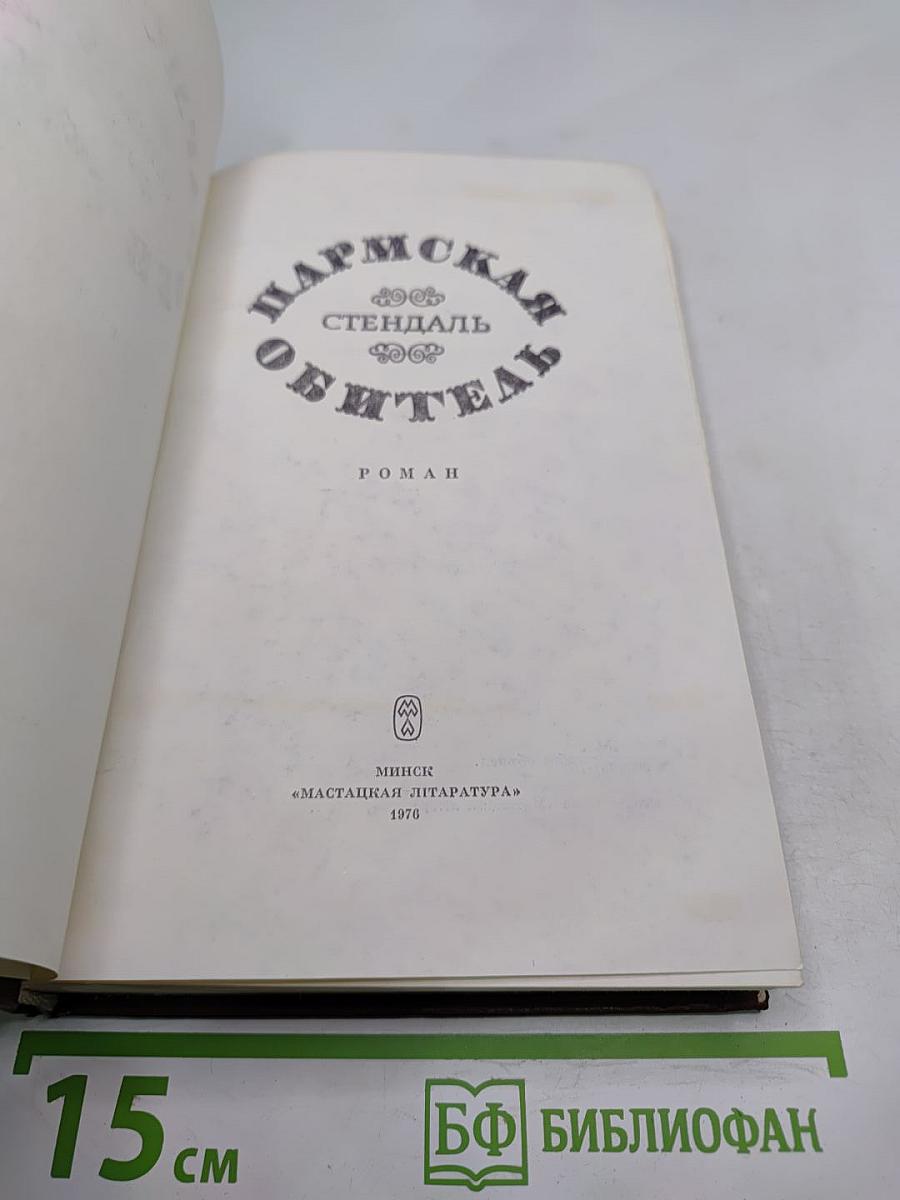 ПАРМСКАЯ
СТЕНДАЛЬ
ОБИТЕЛЬ
РОМАН
МИНСК
«МАСТАЦКАЯ ЛІТАРАТУРА»
1976
15 см
БФ БИБЛИОФАН